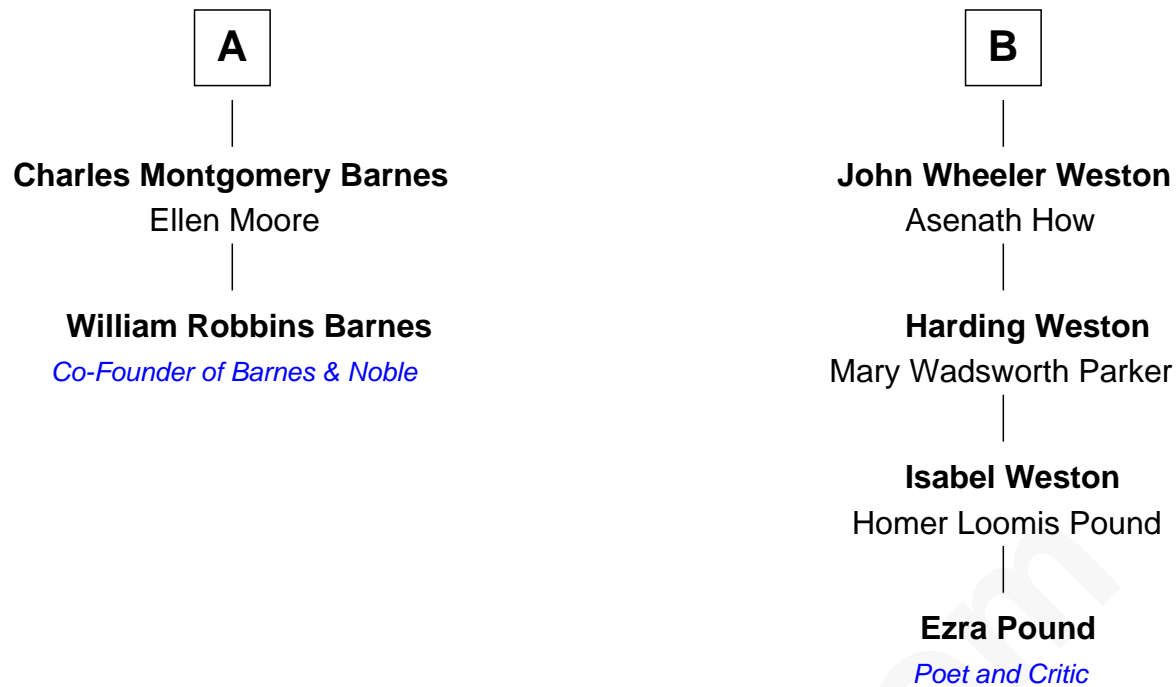 A
Charles Montgomery Barnes
Ellen Moore
William Robbins Barnes
Co-Founder of Barnes & Noble
B
John Wheeler Weston
Asenath How
Harding Weston
Mary Wadsworth Parker
Isabel Weston
Homer Loomis Pound
Ezra Pound
Poet and Critic